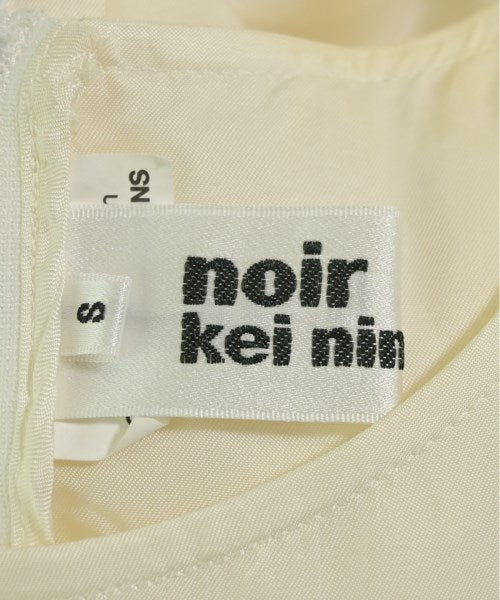 noir
kei nin
S